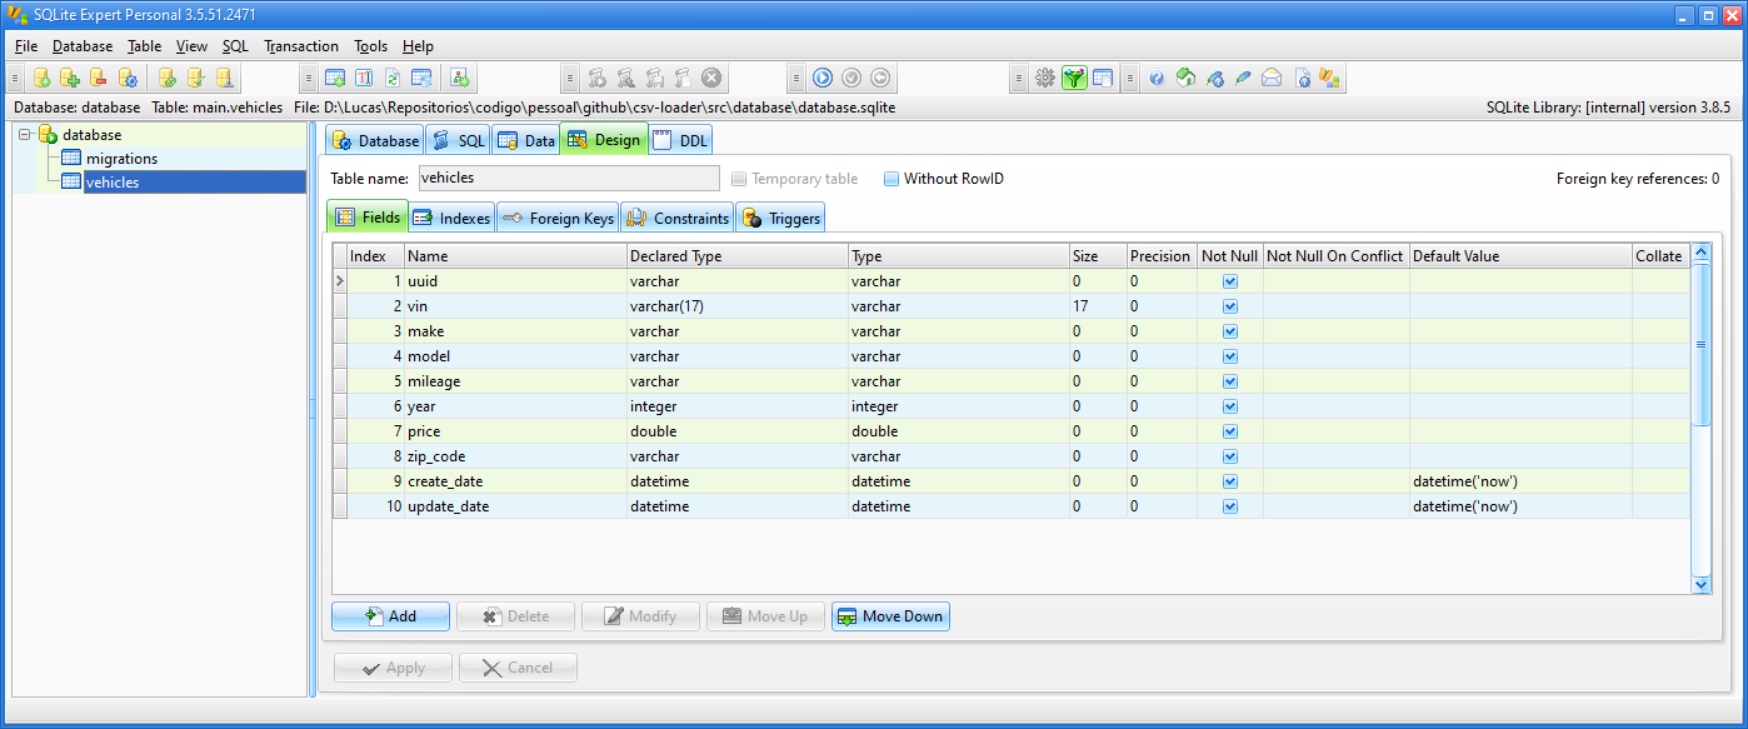 SQLite Expert Personal 3.5.51.2471
File Database Table View SQL Transaction Tools Help
Database: database Table: main.vehicles File: D:\Lucas\Repositorios\codigo\pessoal\github\csv-loader\src\database\database.sqlite SQLite Library: [internal] version 3.8.5
database
migrations
vehicles
Database SQL Data Design DDL
Table name: vehicles Temporary table Without RowID Foreign key references: 0
Fields Indexes Foreign Keys Constraints Triggers
Index Name Declared Type Type Size Precision Not Null Not Null On Conflict Default Value Collate
1 uuid varchar varchar 0 0
2 vin varchar(17) varchar 17 0
3 make varchar varchar 0 0
4 model varchar varchar 0 0
5 mileage varchar varchar 0 0
6 year integer integer 0 0
7 price double double 0 0
8 zip_code varchar varchar 0 0
9 create_date datetime datetime 0 0 datetime('now')
10 update_date datetime datetime 0 0 datetime('now')
Add Delete Modify Move Up Move Down
Apply Cancel